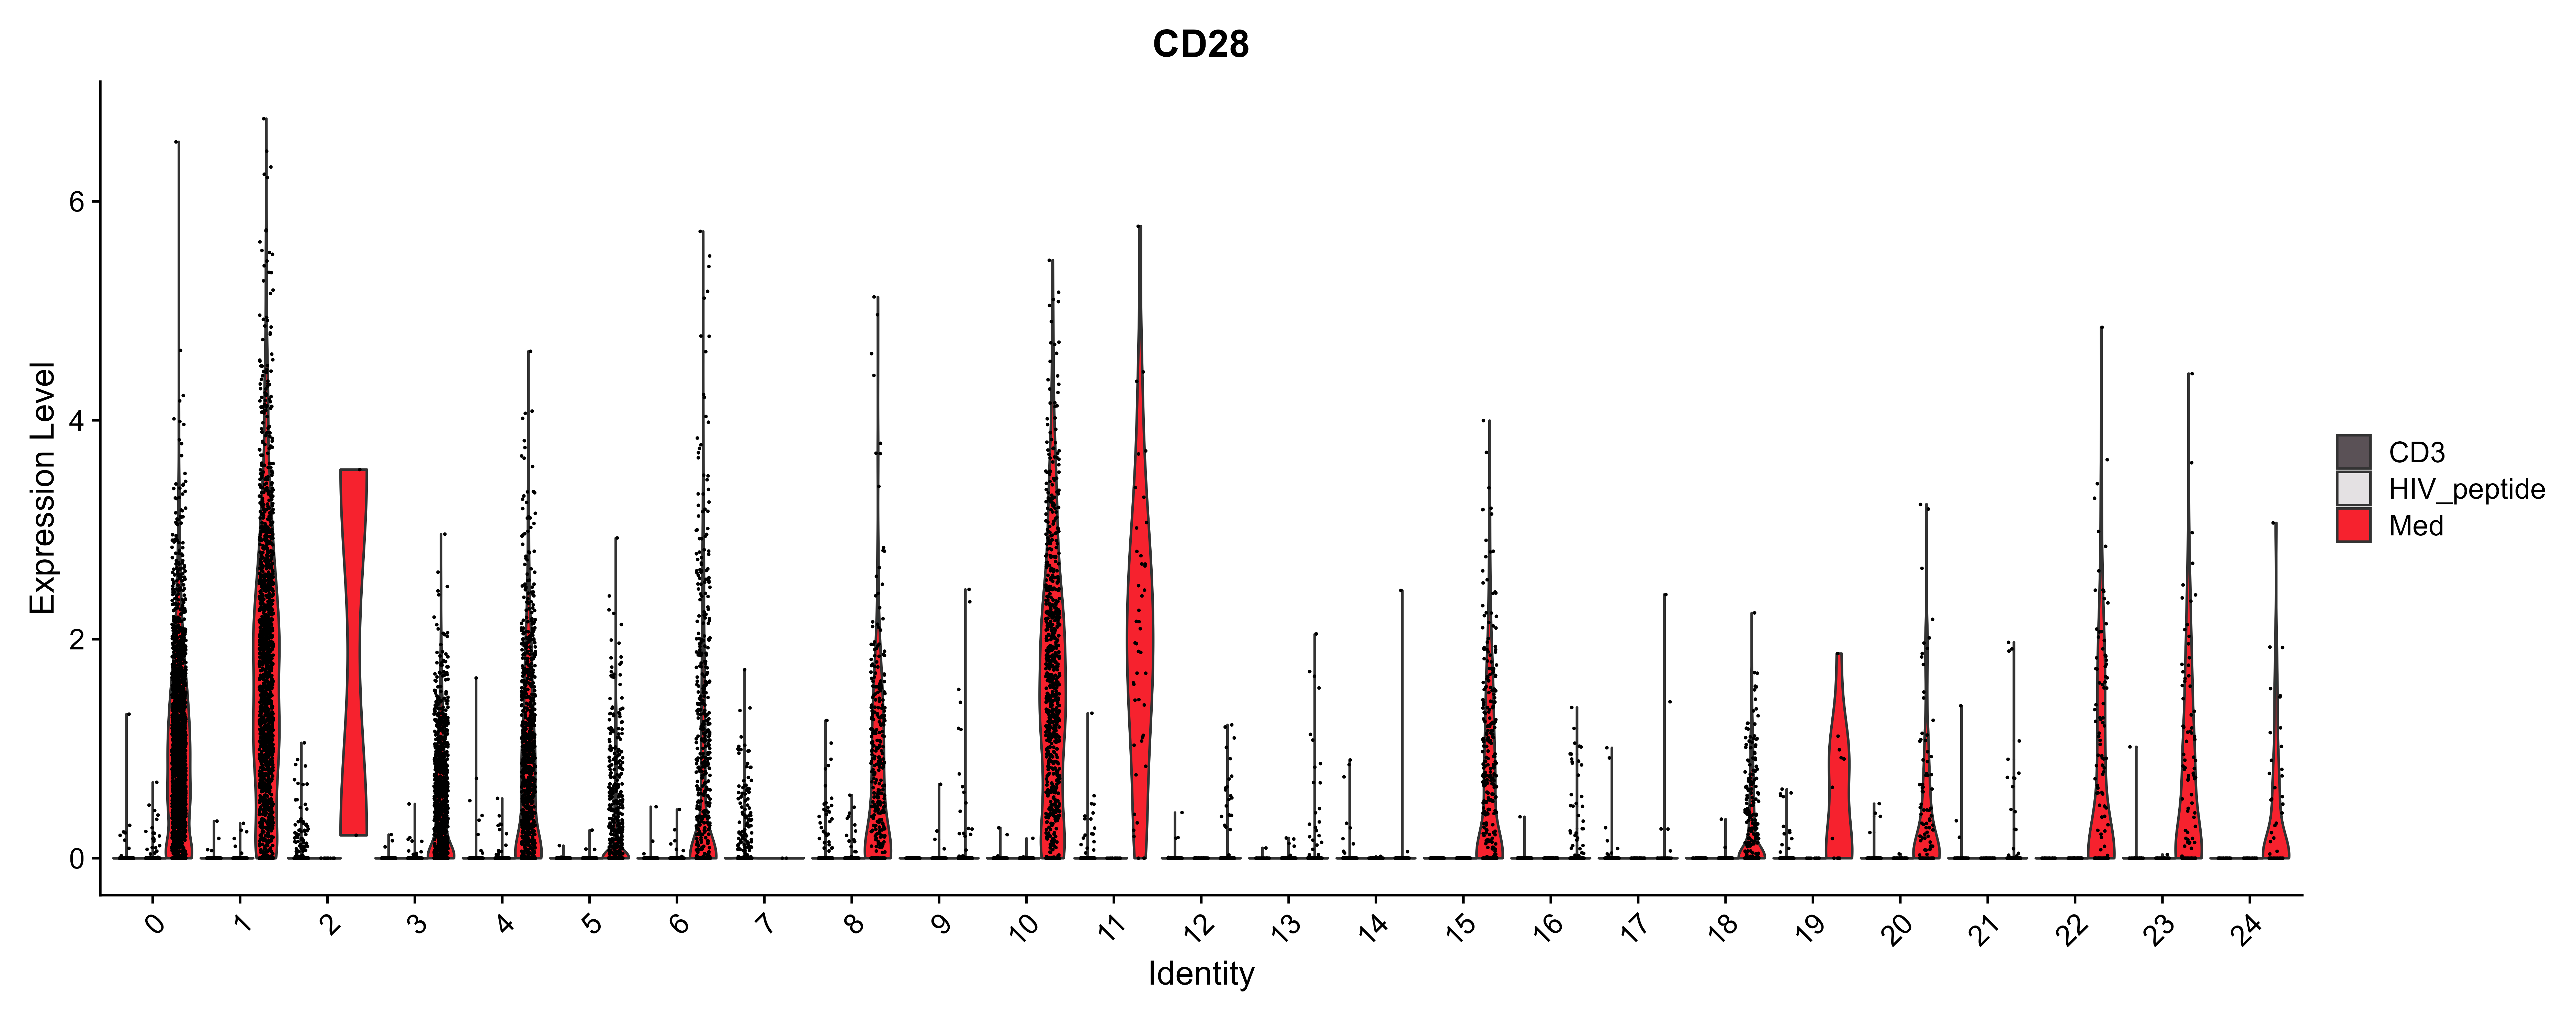 CD28
Expression Level
6
4
2
0
0 1 2 3 4 5 6 7 8 9 10 11 12 13 14 15 16 17 18 19 20 21 22 23 24
Identity
CD3
HIV_peptide
Med